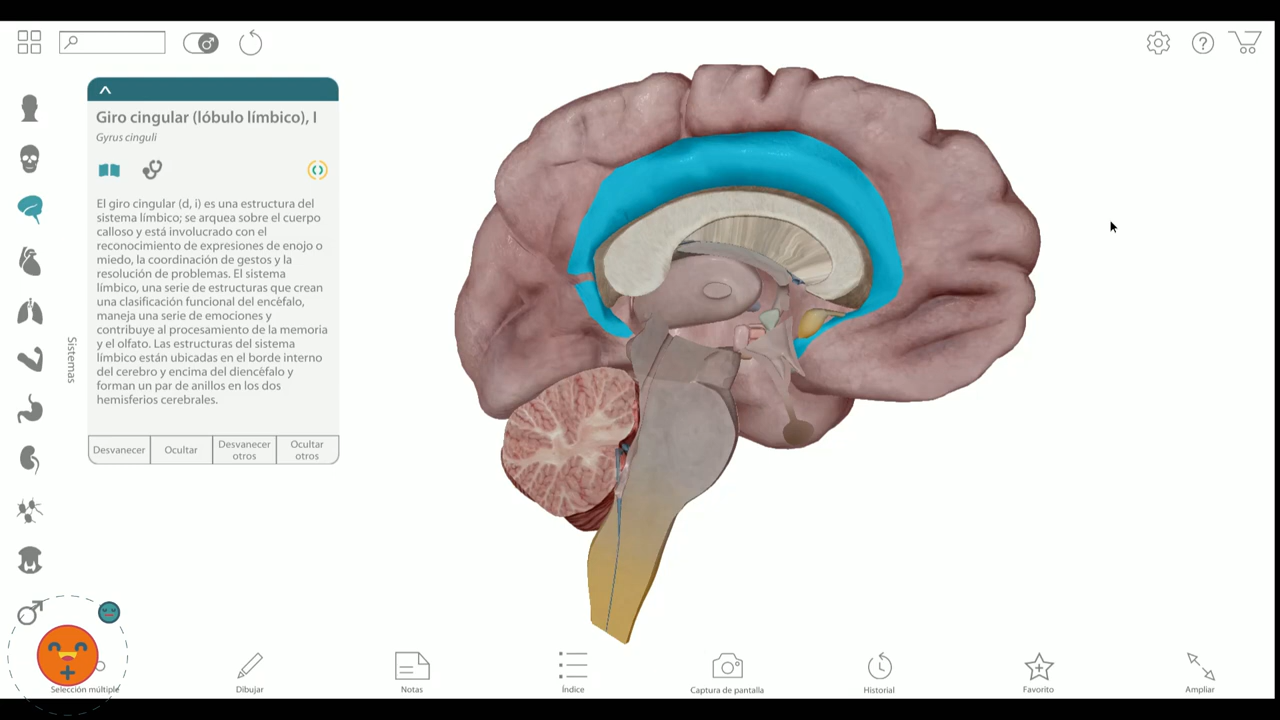 Giro cingular (lóbulo límbico), I
Gyrus cinguli
El giro cingular (d, i) es una estructura del
sistema límbico; se arquea sobre el cuerpo
calloso y está involucrado con el
reconocimiento de expresiones de enojo o
miedo, la coordinación de gestos y la
resolución de problemas. El sistema
límbico, una serie de estructuras que crean
una clasificación funcional del encéfalo,
maneja una serie de emociones y
contribuye al procesamiento de la memoria
y el olfato. Las estructuras del sistema
límbico están ubicadas en el borde interno
del cerebro y encima del diencéfalo y
forman un par de anillos en los dos
hemisferios cerebrales.
Sistemas
Desvanecer
Ocultar
Desvanecer
otros
Ocultar
otros
Selección múltiple
Dibujar
Notas
Índice
Captura de pantalla
Historial
Favorito
Ampliar